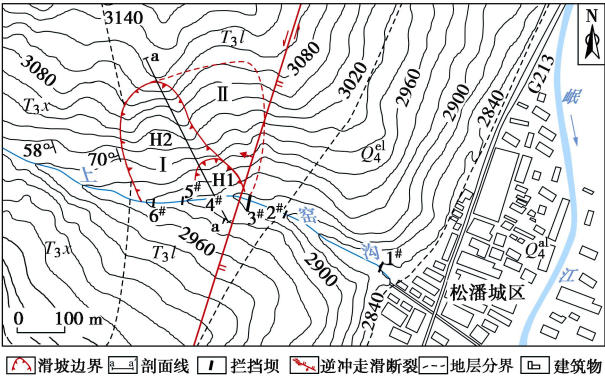 3140
T₃l
N
3080
3080
3020
2960
2900
2840
G213
岷
a
II
T₃x
H2
Q₄ᵉˡ
58°
70°
I
上
H1
5#
4#
6#
3#
2#
窑
a
沟
1#
Q₄ᵃˡ
T₃x
T₃l
2960
2900
2840
松潘城区
江
0 100 m
滑坡边界 a a' 剖面线 拦挡坝 逆冲走滑断裂 地层分界 建筑物